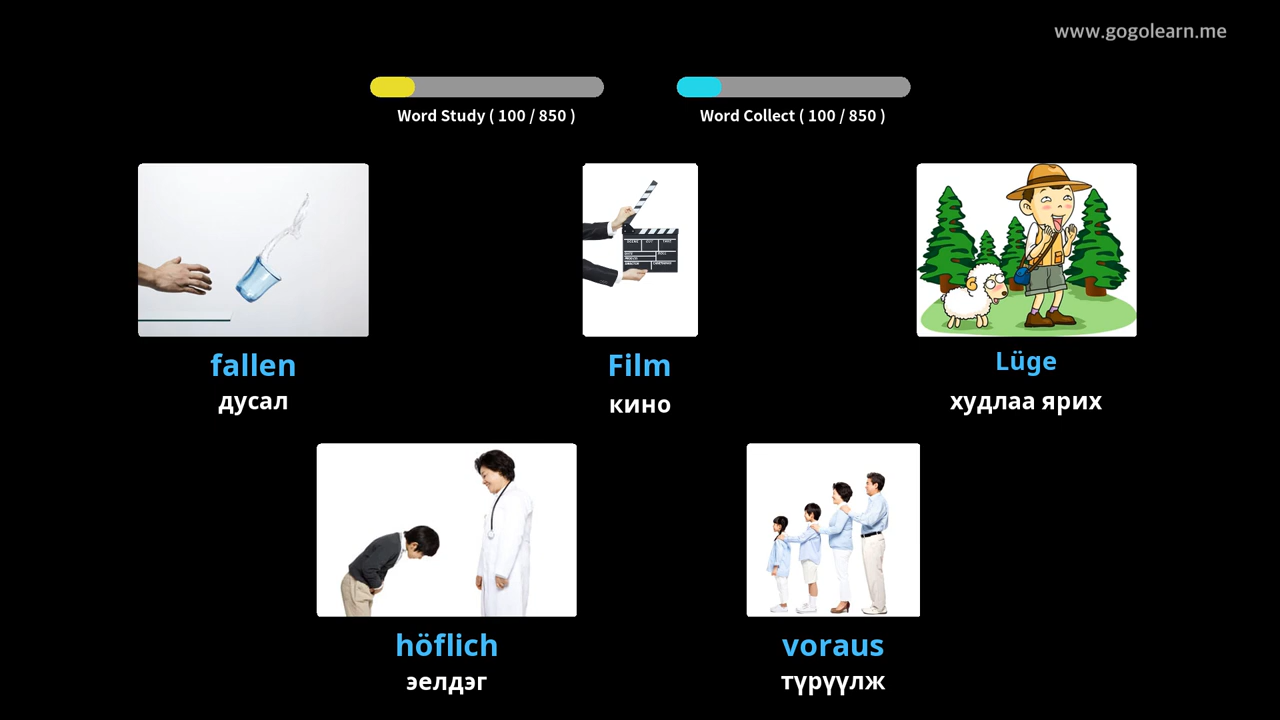 www.gogolearn.me
Word Study ( 100 / 850 )
Word Collect ( 100 / 850 )
fallen
дусал
Film
кино
Lüge
худлаа ярих
höflich
эелдэг
voraus
түрүүлж